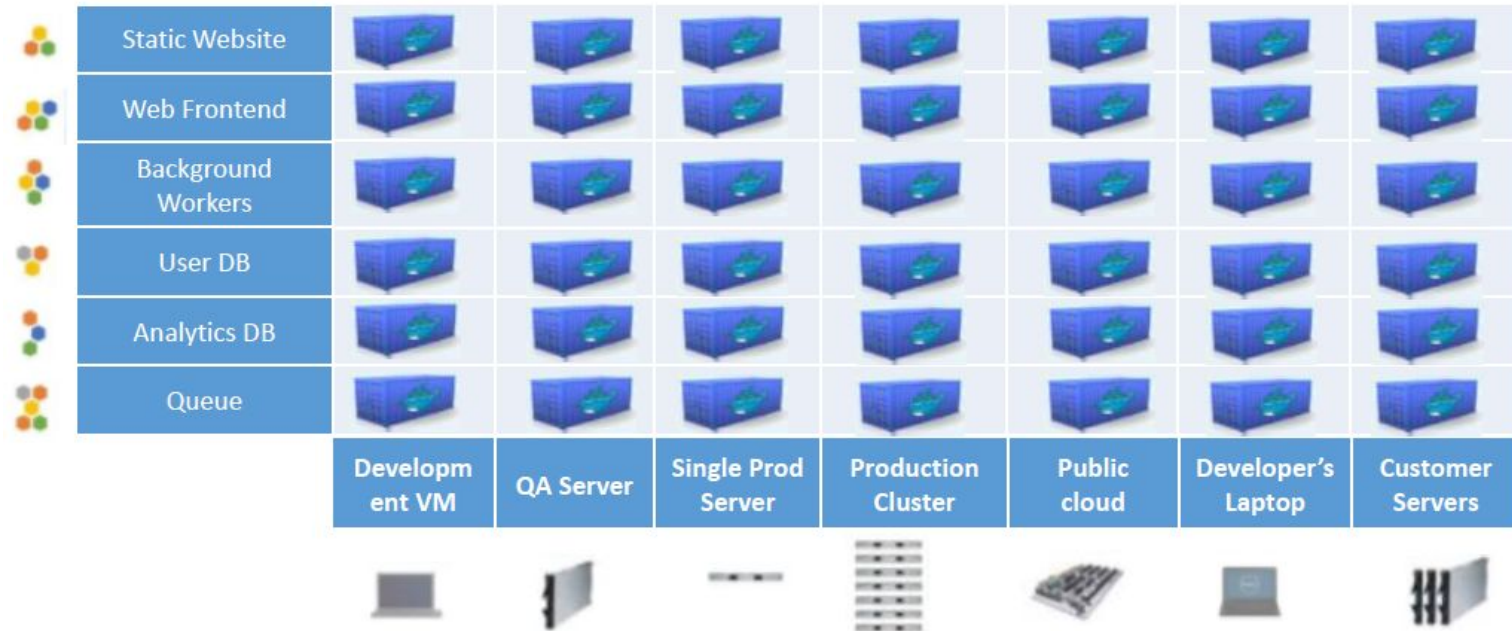 Static Website
Web Frontend
Background
Workers
User DB
Analytics DB
Queue
Developm
ent VM
QA Server
Single Prod
Server
Production
Cluster
Public
cloud
Developer’s
Laptop
Customer
Servers